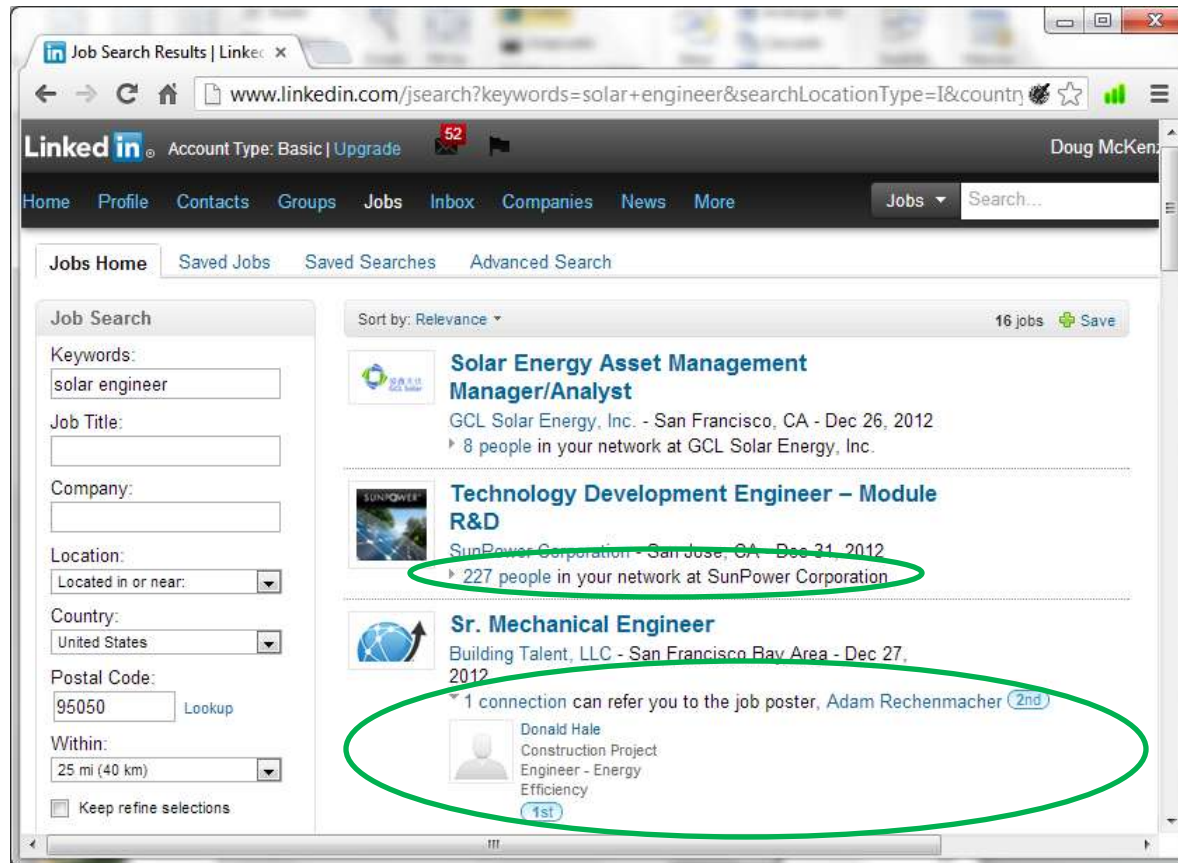 Job Search Results | Linked
www.linkedin.com/jsearch?keywords=solar+engineer&searchLocationType=I&country
Linked in ® Account Type: Basic | Upgrade 52 Doug McKenz
Home Profile Contacts Groups Jobs Inbox Companies News More Jobs Search...
Jobs Home Saved Jobs Saved Searches Advanced Search
Job Search
Keywords:
solar engineer
Job Title:
Company:
Location:
Located in or near:
Country:
United States
Postal Code:
95050 Lookup
Within:
25 mi (40 km)
Keep refine selections
Sort by: Relevance 16 jobs Save
GCL Solar
Solar Energy Asset Management
Manager/Analyst
GCL Solar Energy, Inc. - San Francisco, CA - Dec 26, 2012
8 people in your network at GCL Solar Energy, Inc.
SUNPOWER
Technology Development Engineer – Module
R&D
SunPower Corporation - San Jose, CA - Dec 31, 2012
227 people in your network at SunPower Corporation
Sr. Mechanical Engineer
Building Talent, LLC - San Francisco Bay Area - Dec 27,
2012
1 connection can refer you to the job poster, Adam Rechenmacher 2nd
Donald Hale
Construction Project
Engineer - Energy
Efficiency
1st